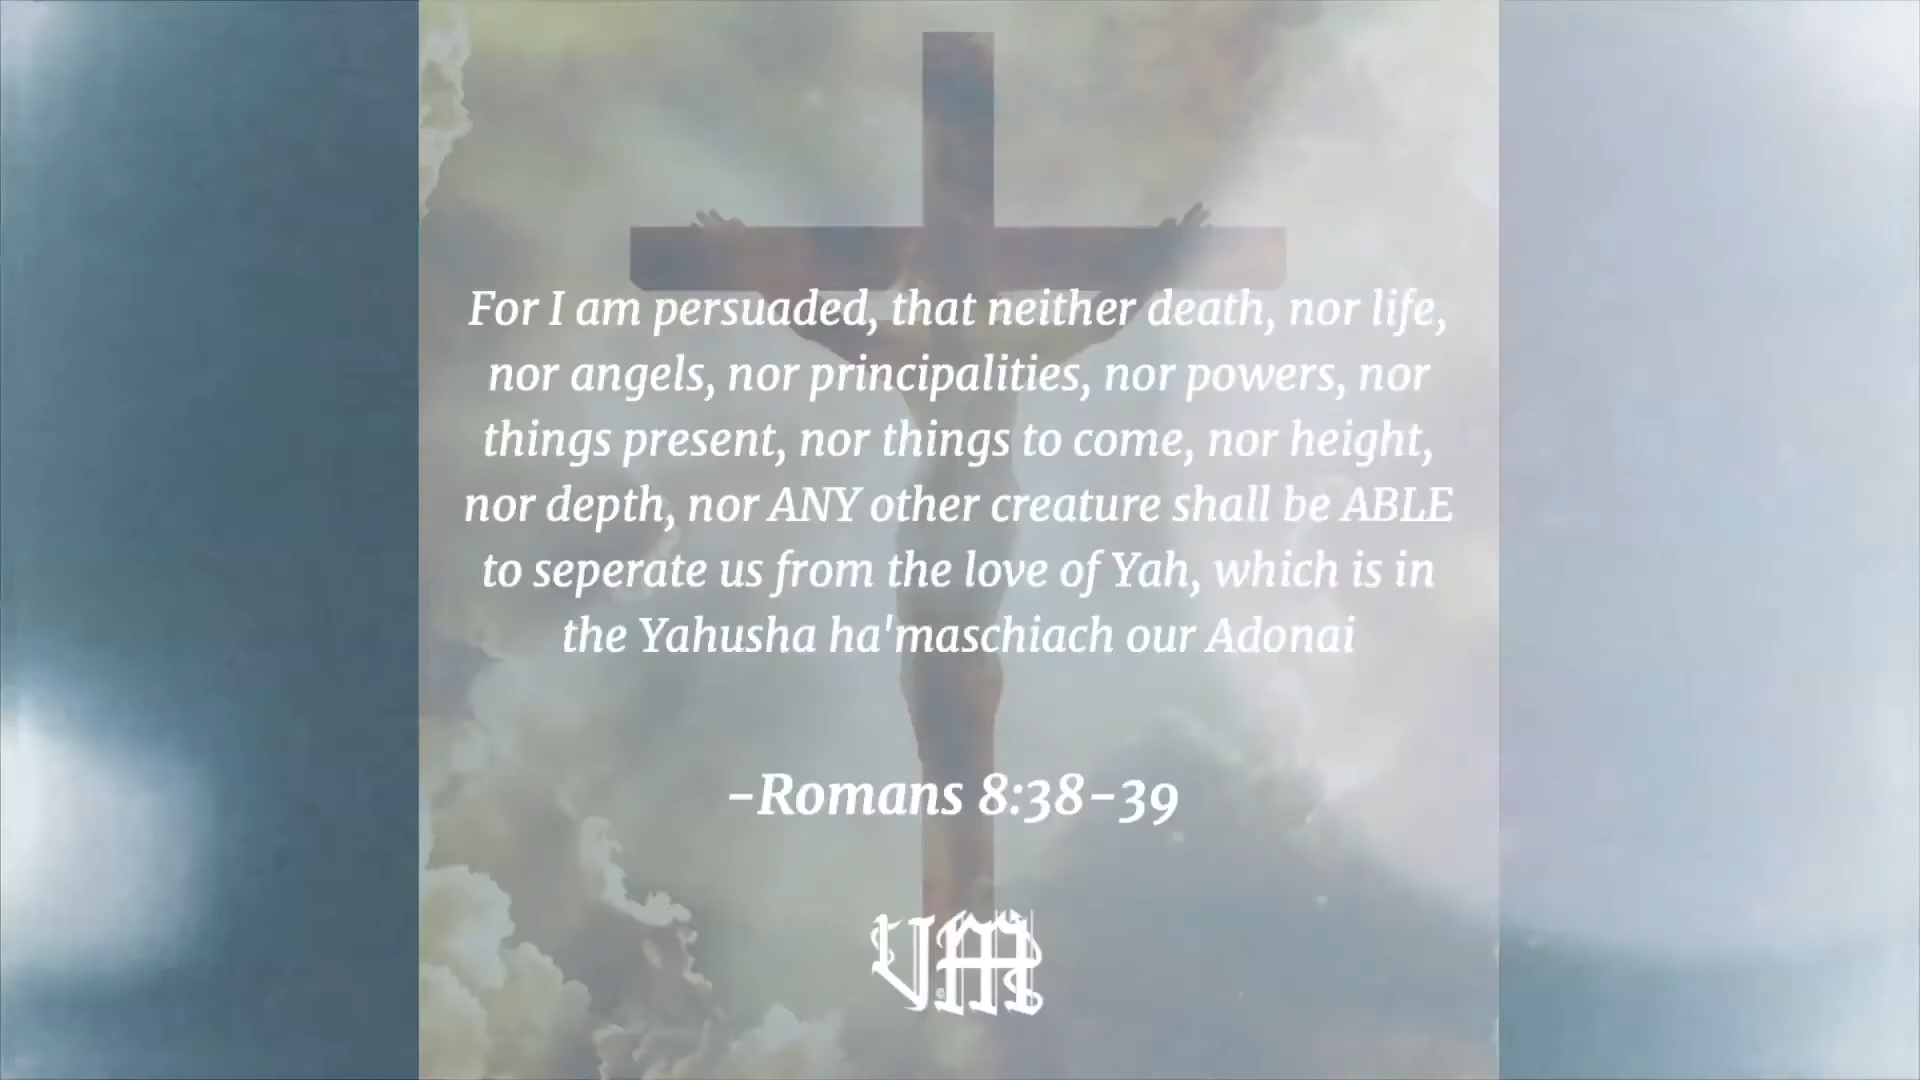 For I am persuaded, that neither death, nor life,
nor angels, nor principalities, nor powers, nor
things present, nor things to come, nor height,
nor depth, nor ANY other creature shall be ABLE
to seperate us from the love of Yah, which is in
the Yahusha ha'maschiach our Adonai
-Romans 8:38-39
VM